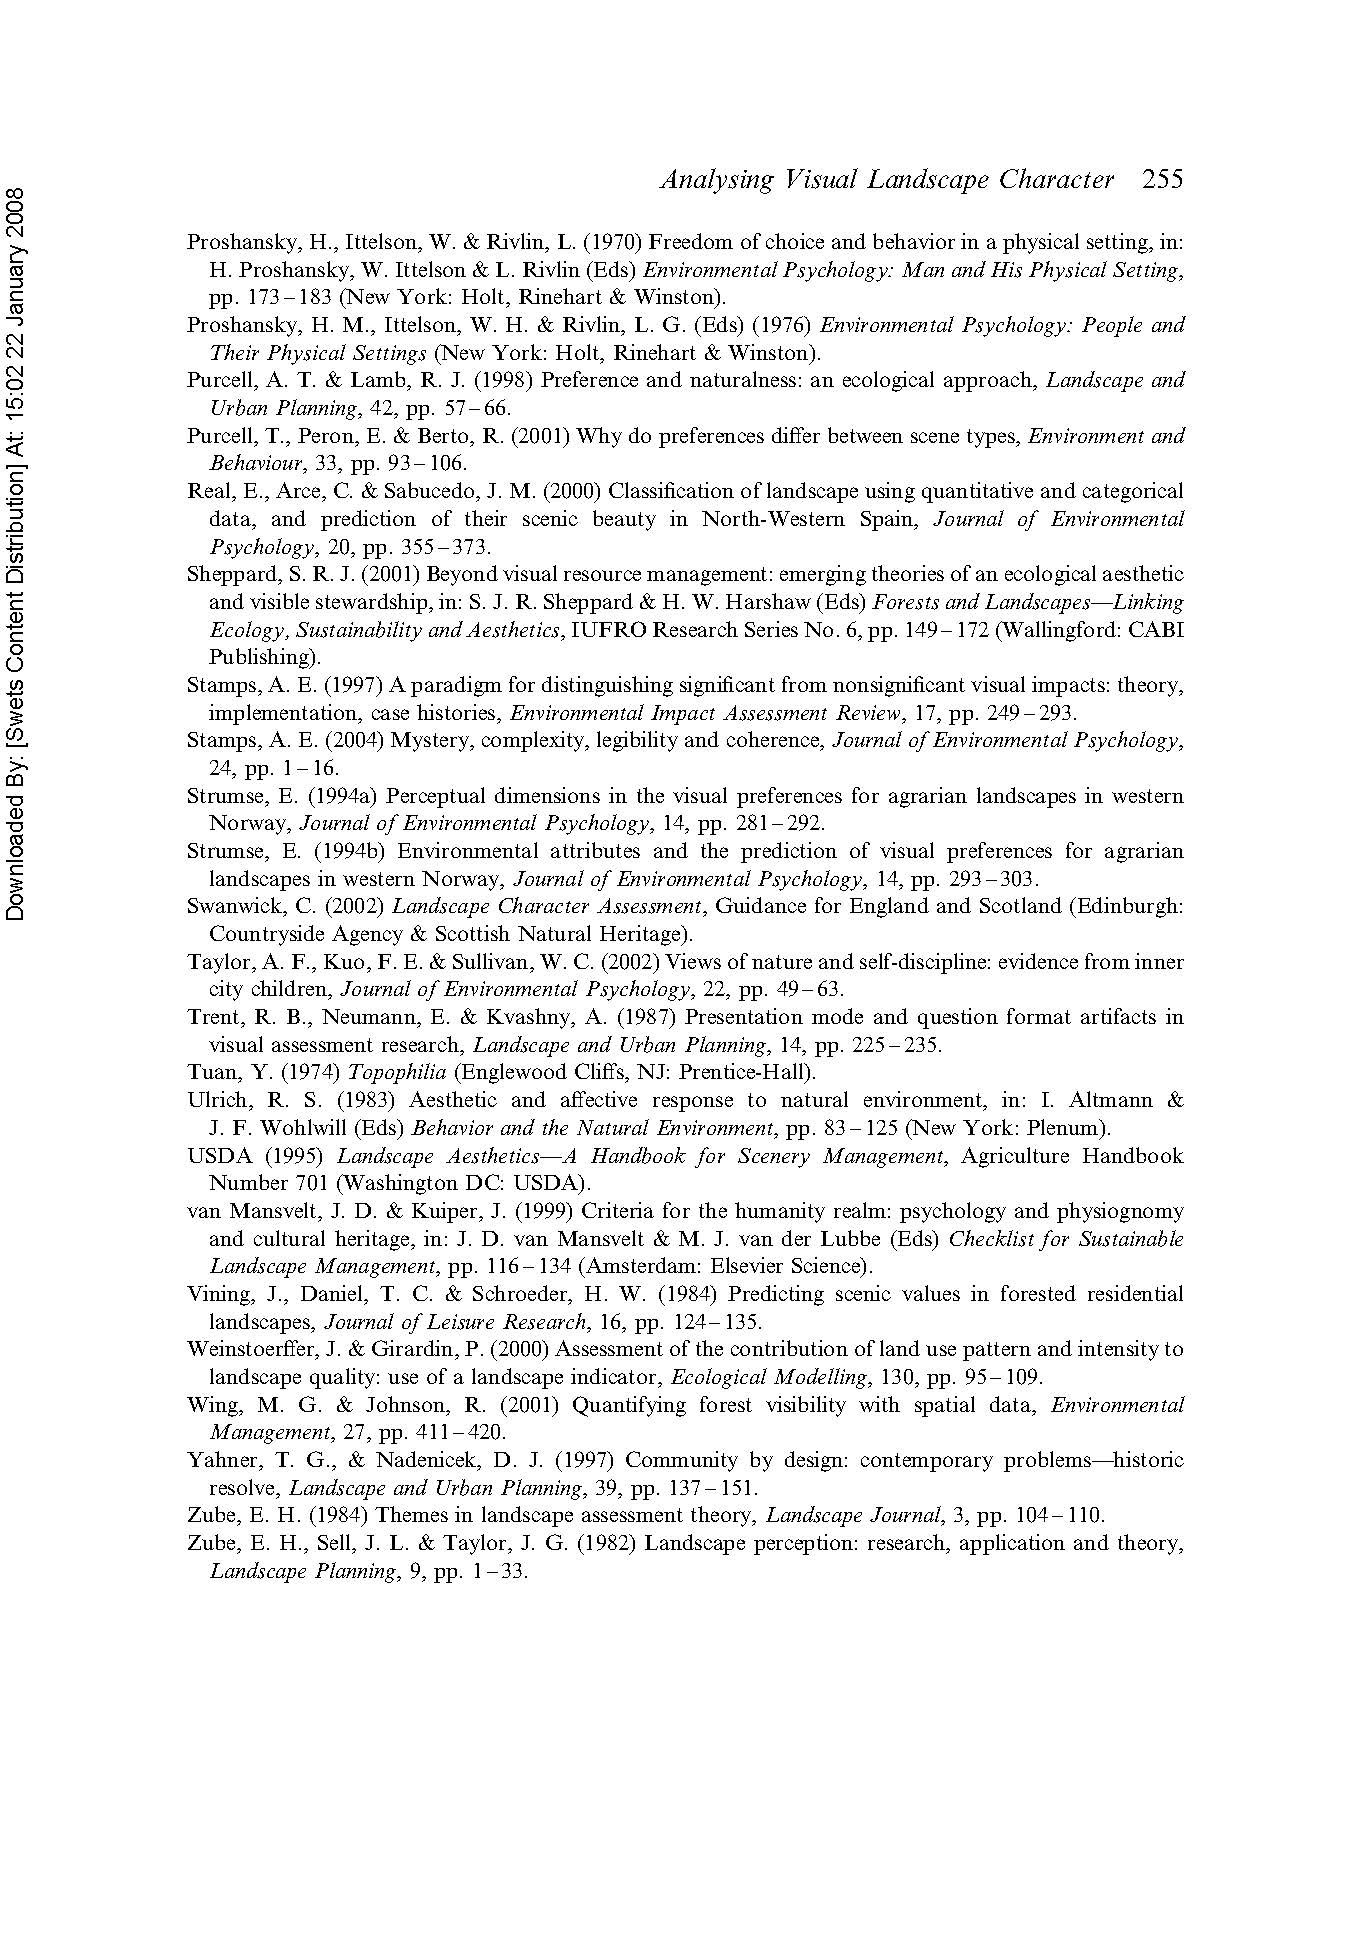 Analysing Visual Landscape Character 255
Proshansky, H., Ittelson, W. & Rivlin, L. (1970) Freedom of choice and behavior in a physical setting, in:
H. Proshansky, W. Ittelson & L. Rivlin (Eds) Environmental Psychology: Man and His Physical Setting,
pp. 173–183 (New York: Holt, Rinehart & Winston).
Proshansky, H. M., Ittelson, W. H. & Rivlin, L. G. (Eds) (1976) Environmental Psychology: People and
Their Physical Settings (New York: Holt, Rinehart & Winston).
Purcell, A. T. & Lamb, R. J. (1998) Preference and naturalness: an ecological approach, Landscape and
Urban Planning, 42, pp. 57–66.
Purcell, T., Peron, E. & Berto, R. (2001) Why do preferences differ between scene types, Environment and
Behaviour, 33, pp. 93–106.
Real, E., Arce, C. & Sabucedo, J. M. (2000) Classification of landscape using quantitative and categorical
data, and prediction of their scenic beauty in North-Western Spain, Journal of Environmental
Psychology, 20, pp. 355–373.
Sheppard, S. R. J. (2001) Beyond visual resource management: emerging theories of an ecological aesthetic
and visible stewardship, in: S. J. R. Sheppard & H. W. Harshaw (Eds) Forests and Landscapes—Linking
Ecology, Sustainability and Aesthetics, IUFRO Research Series No. 6, pp. 149–172 (Wallingford: CABI
Publishing).
Stamps, A. E. (1997) A paradigm for distinguishing significant from nonsignificant visual impacts: theory,
implementation, case histories, Environmental Impact Assessment Review, 17, pp. 249–293.
Stamps, A. E. (2004) Mystery, complexity, legibility and coherence, Journal of Environmental Psychology,
24, pp. 1–16.
Strumse, E. (1994a) Perceptual dimensions in the visual preferences for agrarian landscapes in western
Norway, Journal of Environmental Psychology, 14, pp. 281–292.
Strumse, E. (1994b) Environmental attributes and the prediction of visual preferences for agrarian
landscapes in western Norway, Journal of Environmental Psychology, 14, pp. 293–303.
Swanwick, C. (2002) Landscape Character Assessment, Guidance for England and Scotland (Edinburgh:
Countryside Agency & Scottish Natural Heritage).
Taylor, A. F., Kuo, F. E. & Sullivan, W. C. (2002) Views of nature and self-discipline: evidence from inner
city children, Journal of Environmental Psychology, 22, pp. 49–63.
Trent, R. B., Neumann, E. & Kvashny, A. (1987) Presentation mode and question format artifacts in
visual assessment research, Landscape and Urban Planning, 14, pp. 225–235.
Tuan, Y. (1974) Topophilia (Englewood Cliffs, NJ: Prentice-Hall).
Ulrich, R. S. (1983) Aesthetic and affective response to natural environment, in: I. Altmann &
J. F. Wohlwill (Eds) Behavior and the Natural Environment, pp. 83–125 (New York: Plenum).
USDA (1995) Landscape Aesthetics—A Handbook for Scenery Management, Agriculture Handbook
Number 701 (Washington DC: USDA).
van Mansvelt, J. D. & Kuiper, J. (1999) Criteria for the humanity realm: psychology and physiognomy
and cultural heritage, in: J. D. van Mansvelt & M. J. van der Lubbe (Eds) Checklist for Sustainable
Landscape Management, pp. 116–134 (Amsterdam: Elsevier Science).
Vining, J., Daniel, T. C. & Schroeder, H. W. (1984) Predicting scenic values in forested residential
landscapes, Journal of Leisure Research, 16, pp. 124–135.
Weinstoerffer, J. & Girardin, P. (2000) Assessment of the contribution of land use pattern and intensity to
landscape quality: use of a landscape indicator, Ecological Modelling, 130, pp. 95–109.
Wing, M. G. & Johnson, R. (2001) Quantifying forest visibility with spatial data, Environmental
Management, 27, pp. 411–420.
Yahner, T. G., & Nadenicek, D. J. (1997) Community by design: contemporary problems—historic
resolve, Landscape and Urban Planning, 39, pp. 137–151.
Zube, E. H. (1984) Themes in landscape assessment theory, Landscape Journal, 3, pp. 104–110.
Zube, E. H., Sell, J. L. & Taylor, J. G. (1982) Landscape perception: research, application and theory,
Landscape Planning, 9, pp. 1–33.
Downloaded By: [Swets Content Distribution] At: 15:02 22 January 2008